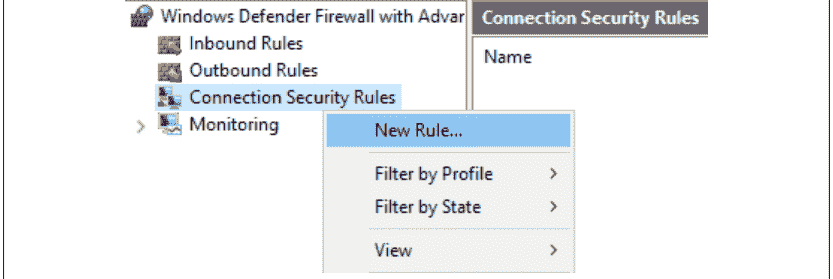 Windows Defender Firewall with Advar
Connection Security Rules
Inbound Rules
Name
Outbound Rules
Connection Security Rules
Monitoring
New Rule...
Filter by Profile
Filter by State
View